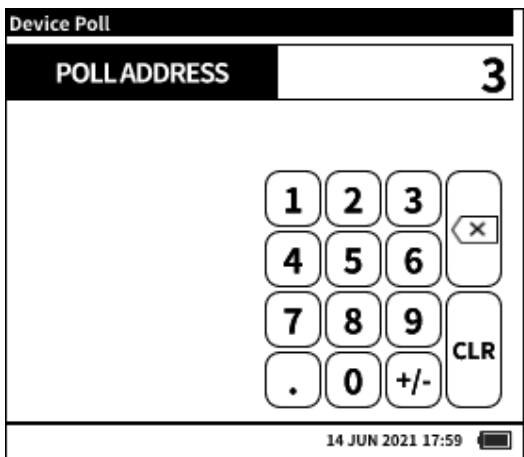 Device Poll
POLL ADDRESS 3
1 2 3
4 5 6
7 8 9
CLR
. 0 +/-
14 JUN 2021 17:59